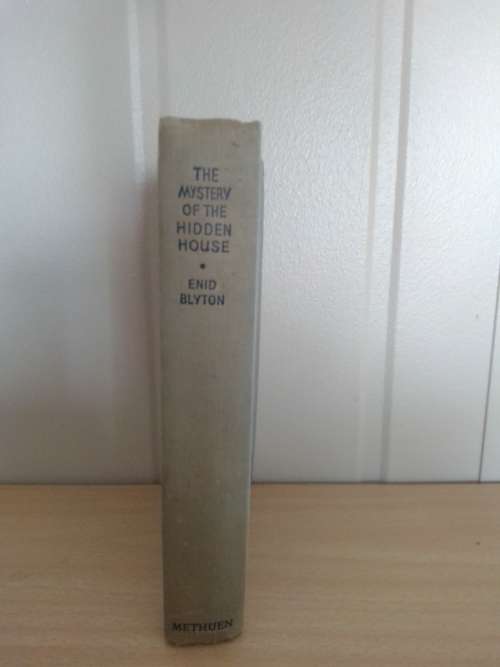 THE
MYSTERY
OF THE
HIDDEN
HOUSE
•
ENID
BLYTON
METHUEN